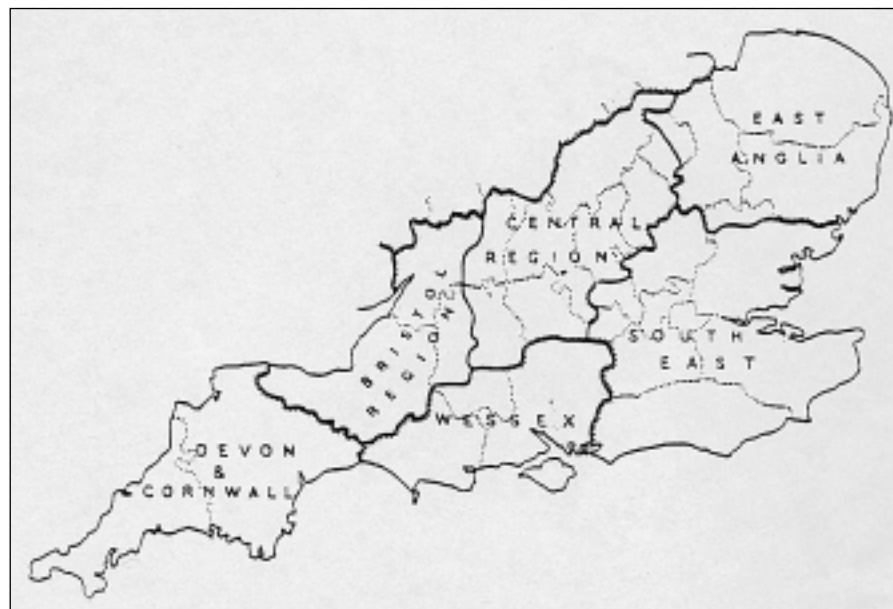 EAST
ANGLIA
CENTRAL
REGION
BRISTOL
REGION
SOUTH
EAST
WESSEX
DEVON
&
CORNWALL